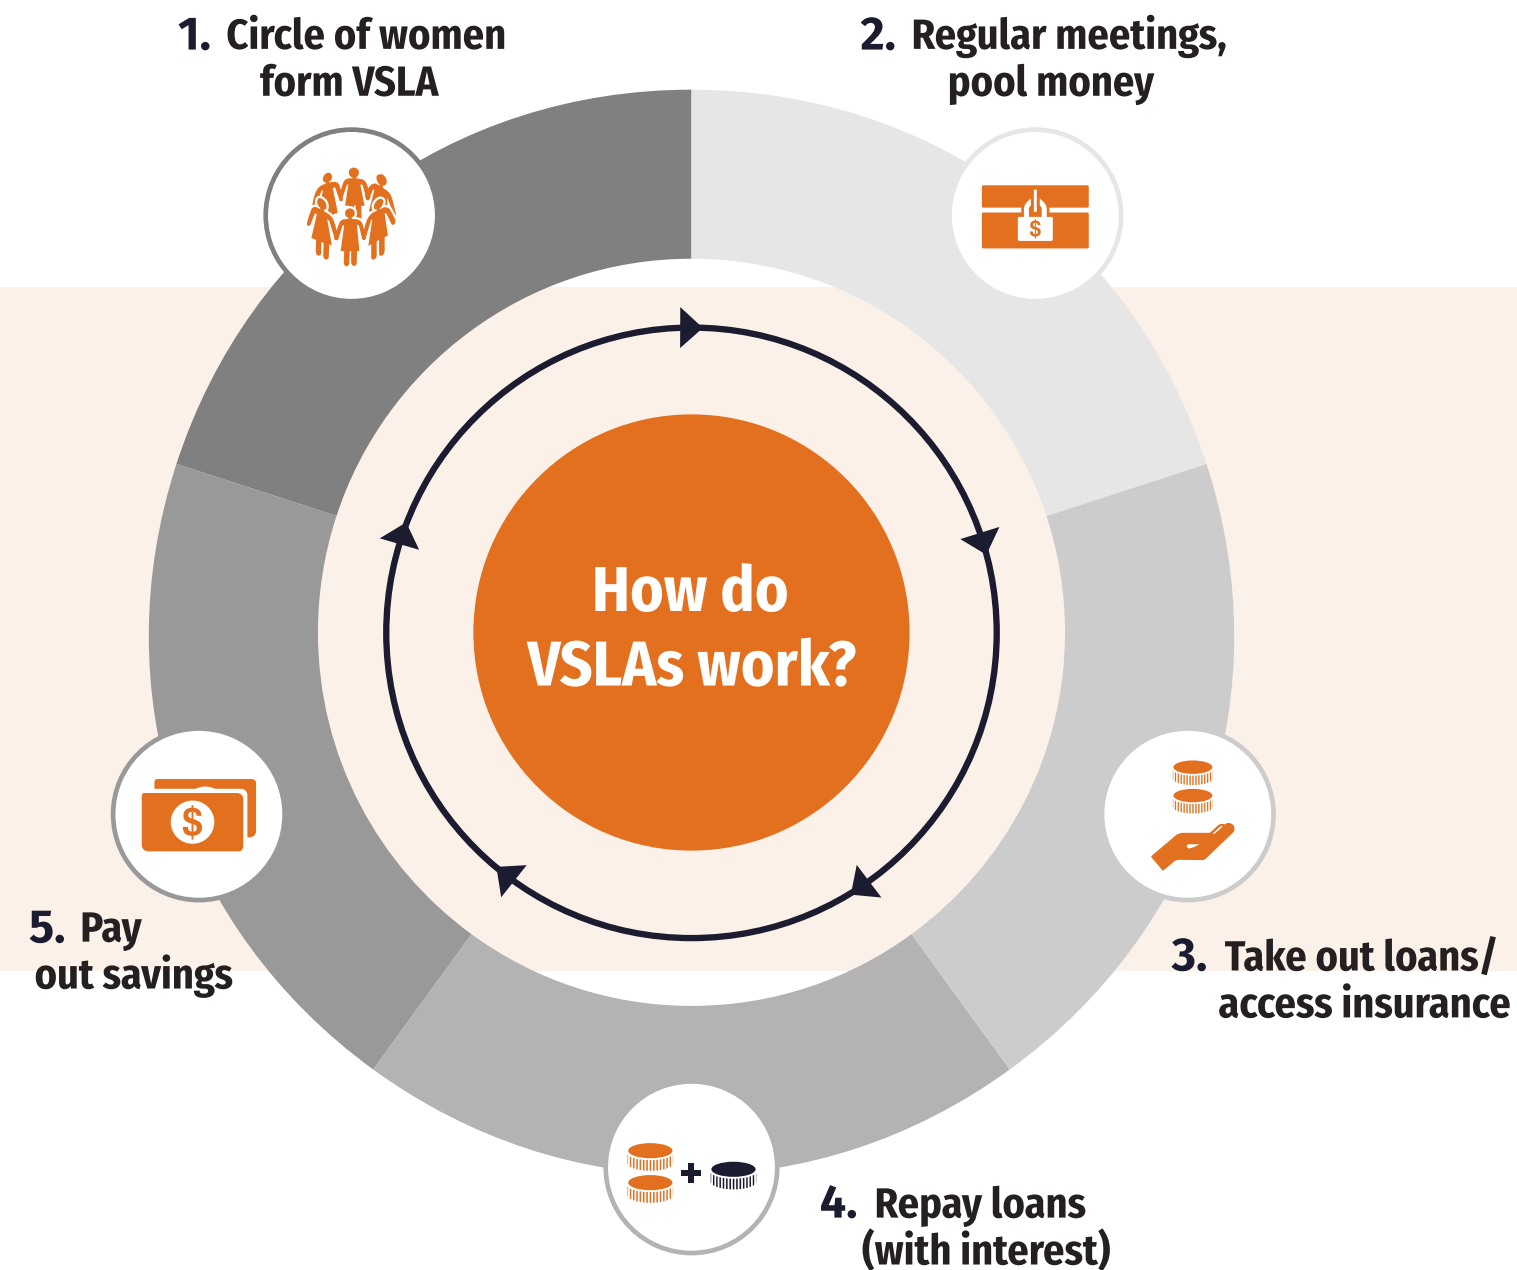 1. Circle of women
form VSLA
2. Regular meetings,
pool money
$
How do
VSLAs work?
3. Take out loans/
access insurance
4. Repay loans
(with interest)
+
5. Pay
out savings
$